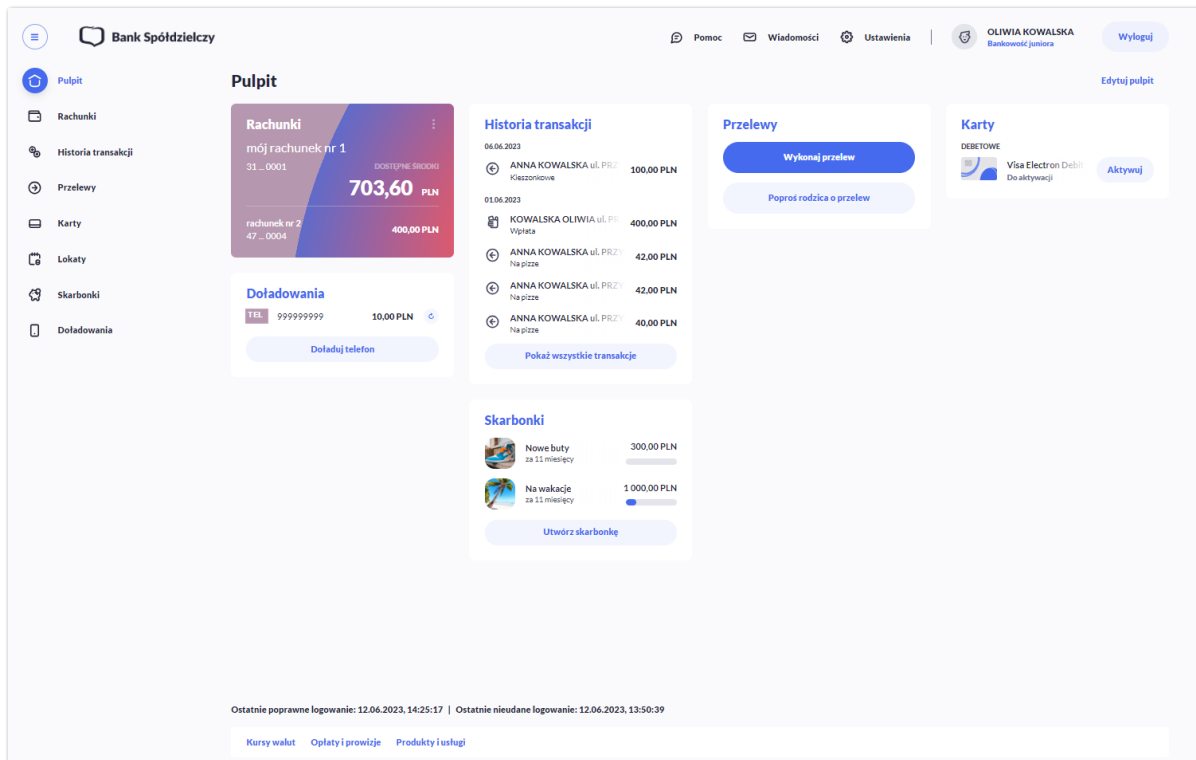 Bank Spółdzielczy
Pomoc
Wiadomości
Ustawienia
OLIWIA KOWALSKA
Bankowość juniora
Wyloguj
Pulpit
Rachunki
Historia transakcji
Przelewy
Karty
Lokaty
Skarbonki
Doładowania
Pulpit
Edytuj pulpit
Rachunki
mój rachunek nr 1
31 ... 0001
DOSTĘPNE ŚRODKI
703,60 PLN
rachunek nr 2
47 ... 0004
400,00 PLN
Doładowania
TEL 999999999 10,00 PLN
Doładuj telefon
Historia transakcji
06.06.2023
ANNA KOWALSKA ul. PRZ 100,00 PLN
Kieszonkowe
01.06.2023
KOWALSKA OLIWIA ul. PR 400,00 PLN
Wpłata
ANNA KOWALSKA ul. PRZY 42,00 PLN
Na pizze
ANNA KOWALSKA ul. PRZY 42,00 PLN
Na pizze
ANNA KOWALSKA ul. PRZY 40,00 PLN
Na pizze
Pokaż wszystkie transakcje
Skarbonki
Nowe buty 300,00 PLN
za 11 miesięcy
Na wakacje 1 000,00 PLN
za 11 miesięcy
Utwórz skarbonkę
Przelewy
Wykonaj przelew
Poproś rodzica o przelew
Karty
DEBETOWE
Visa Electron Debit
Do aktywacji
Aktywuj
Ostatnie poprawne logowanie: 12.06.2023, 14:25:17 | Ostatnie nieudane logowanie: 12.06.2023, 13:50:39
Kursy walut Opłaty i prowizje Produkty i usługi